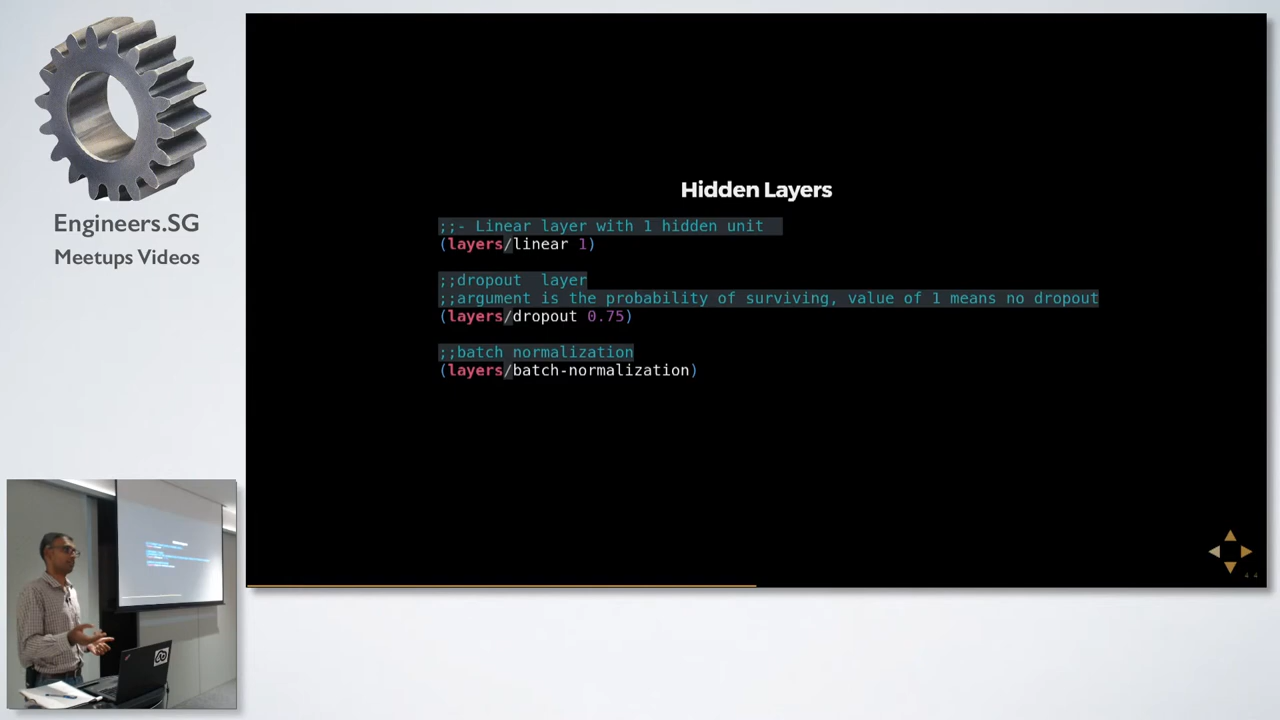 Engineers.SG
Meetups Videos
Hidden Layers
;;- Linear layer with 1 hidden unit
(layers/linear 1)
;;dropout  layer
;;argument is the probability of surviving, value of 1 means no dropout
(layers/dropout 0.75)
;;batch normalization
(layers/batch-normalization)
44